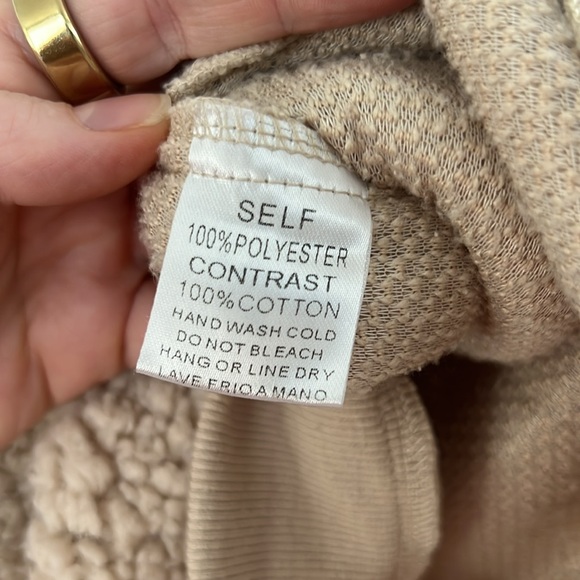 SELF
100%POLYESTER
CONTRAST
100%COTTON
HAND WASH COLD
DO NOT BLEACH
HANG OR LINE DRY
LAVE FRIO A MANO